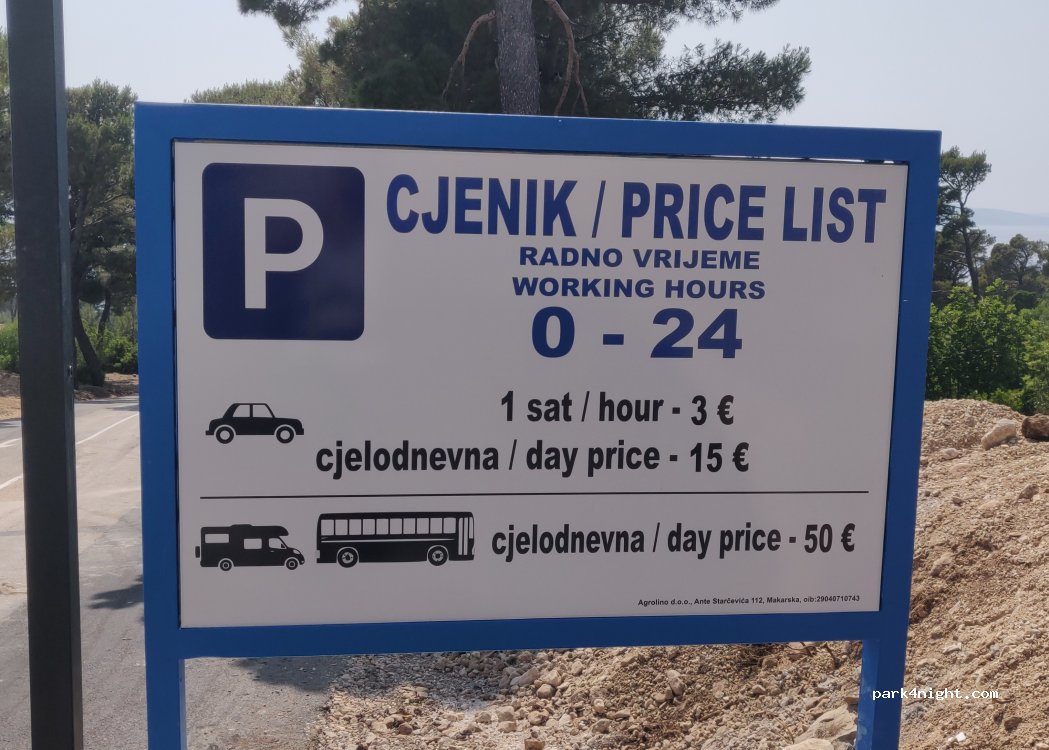 P
CJENIK / PRICE LIST
RADNO VRIJEME
WORKING HOURS
0 - 24
1 sat / hour - 3 €
cjelodnevna / day price - 15 €
cjelodnevna / day price - 50 €
Agrolino d.o.o., Ante Starčevića 112, Makarska, oib:29040710743
park4night.com